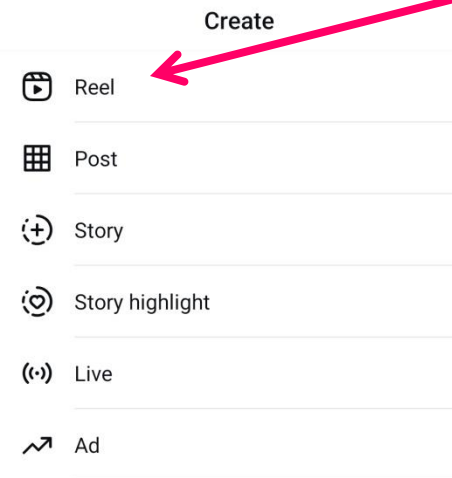 Create
Reel
Post
Story
Story highlight
Live
Ad